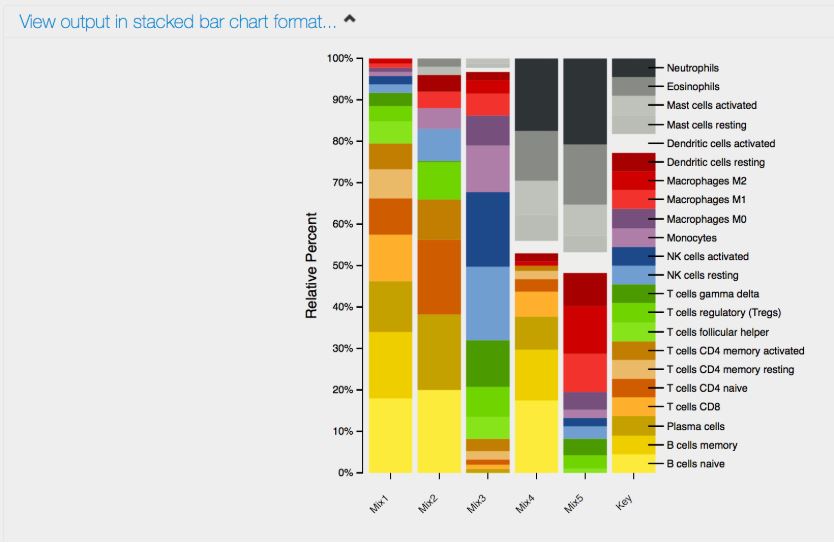 View output in stacked bar chart format...
100%
90%
80%
70%
60%
50%
40%
30%
20%
10%
0%
Relative Percent
Mix1
Mix2
Mix3
Mix4
Mix5
Key
Neutrophils
Eosinophils
Mast cells activated
Mast cells resting
Dendritic cells activated
Dendritic cells resting
Macrophages M2
Macrophages M1
Macrophages M0
Monocytes
NK cells activated
NK cells resting
T cells gamma delta
T cells regulatory (Tregs)
T cells follicular helper
T cells CD4 memory activated
T cells CD4 memory resting
T cells CD4 naive
T cells CD8
Plasma cells
B cells memory
B cells naive